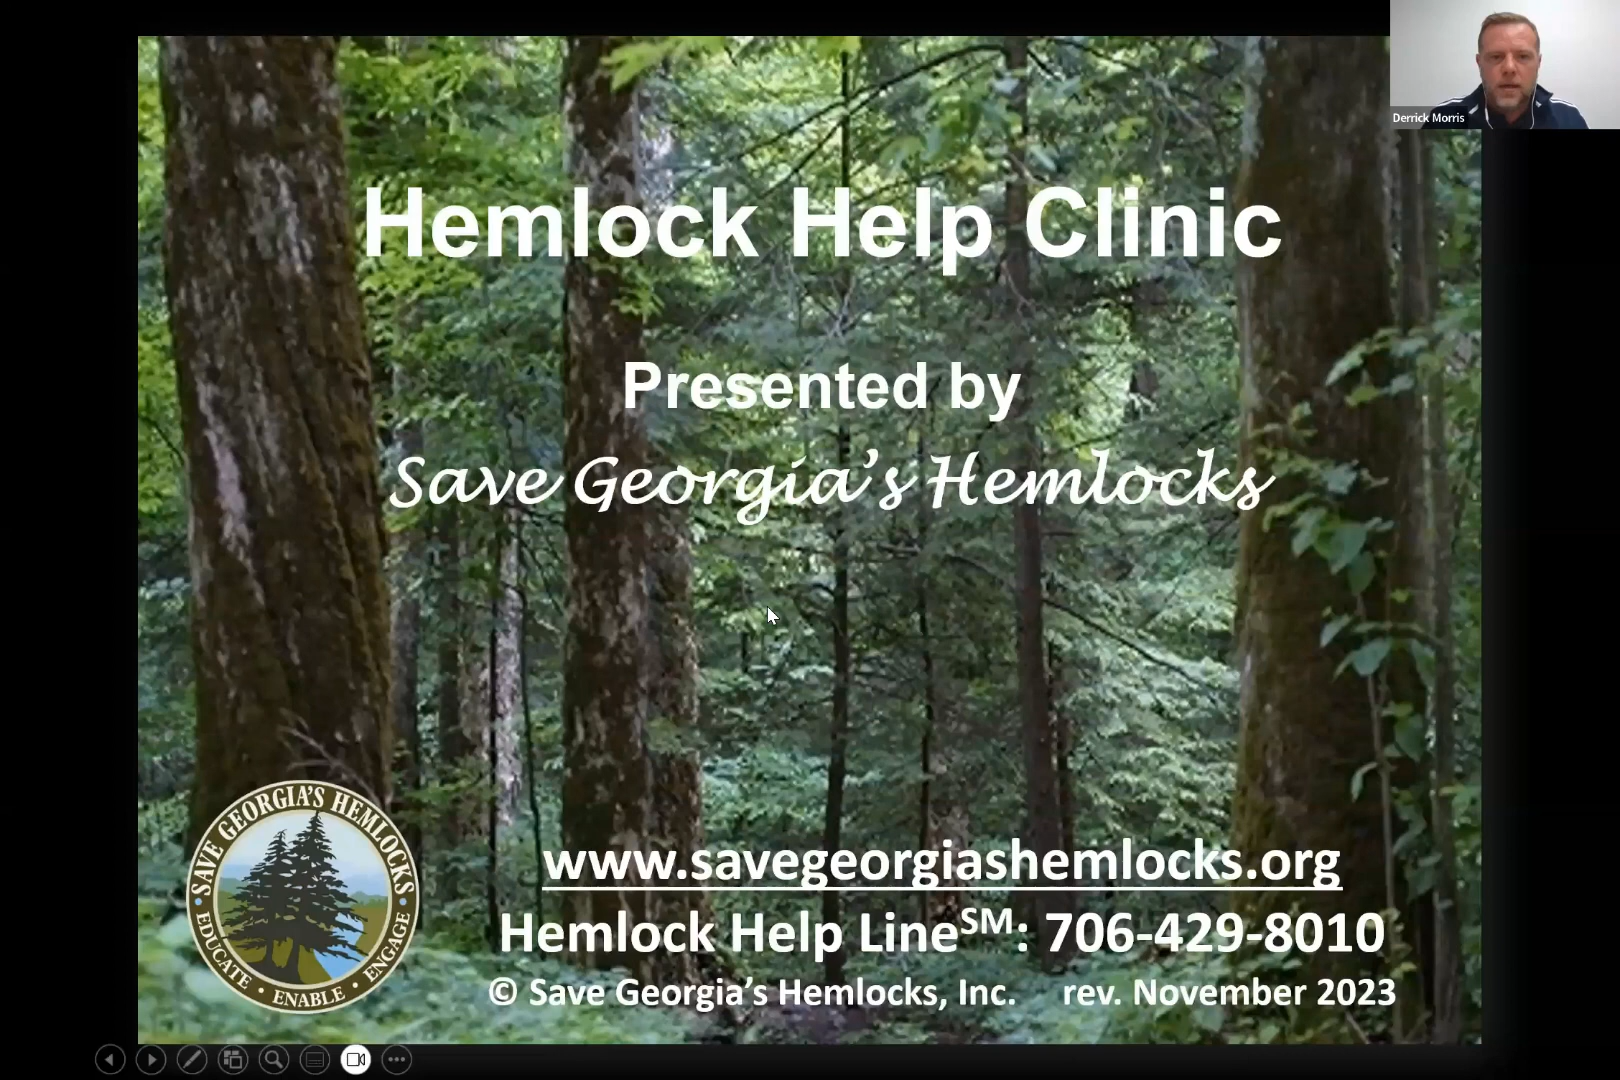 Derrick Morris
Hemlock Help Clinic
Presented by
Save Georgia's Hemlocks
SAVE GEORGIA'S HEMLOCKS
EDUCATE • ENABLE • ENGAGE
www.savegeorgiashemlocks.org
Hemlock Help Line℠: 706-429-8010
© Save Georgia's Hemlocks, Inc. rev. November 2023